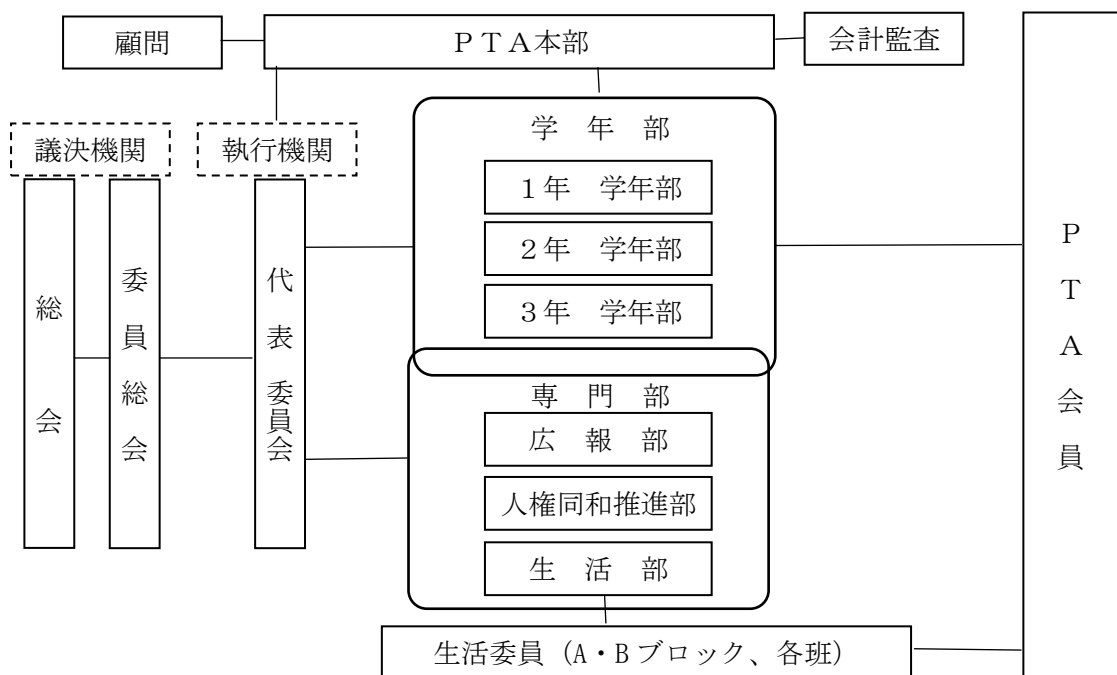 顧問
ＰＴＡ本部
会計監査
議決機関
執行機関
総会
委員総会
代表委員会
学年部
１年　学年部
２年　学年部
３年　学年部
専門部
広報部
人権同和推進部
生活部
生活委員（A・Bブロック、各班）
ＰＴＡ会員